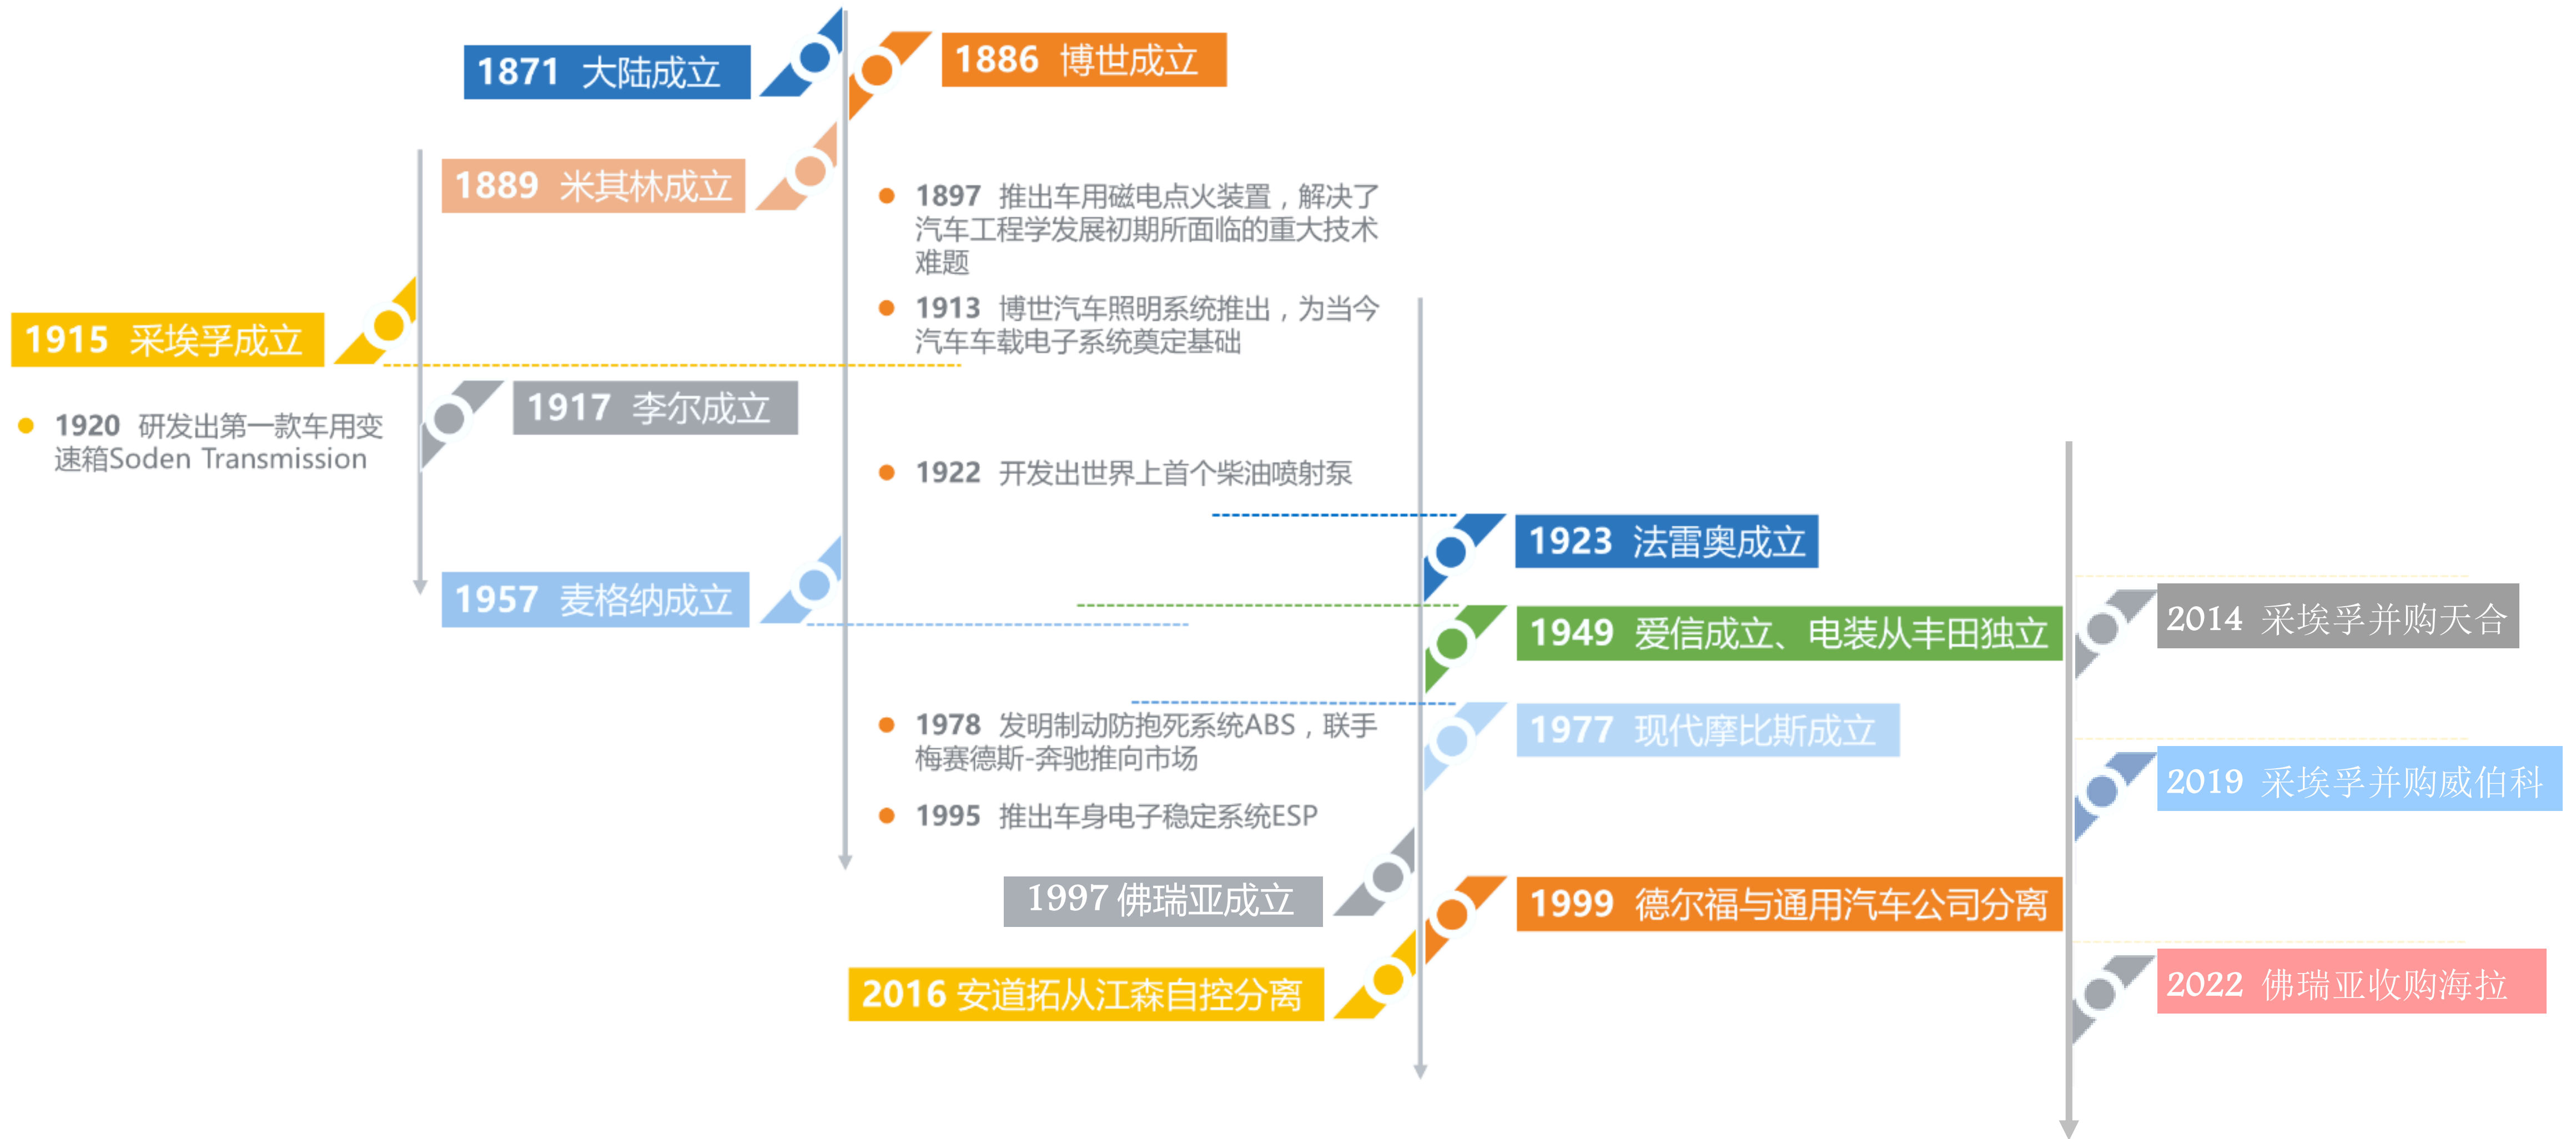 1871 大陆成立
1886 博世成立
1889 米其林成立
1897 推出车用磁电点火装置，解决了
汽车工程学发展初期所面临的重大技术
难题
1913 博世汽车照明系统推出，为当今
汽车车载电子系统奠定基础
1915 采埃孚成立
1917 李尔成立
1920 研发出第一款车用变
速箱Soden Transmission
1922 开发出世界上首个柴油喷射泵
1923 法雷奥成立
1957 麦格纳成立
1949 爱信成立、电装从丰田独立
1978 发明制动防抱死系统ABS，联手
梅赛德斯-奔驰推向市场
1977 现代摩比斯成立
1995 推出车身电子稳定系统ESP
1997 佛瑞亚成立
1999 德尔福与通用汽车公司分离
2016 安道拓从江森自控分离
2014 采埃孚并购天合
2019 采埃孚并购威伯科
2022 佛瑞亚收购海拉